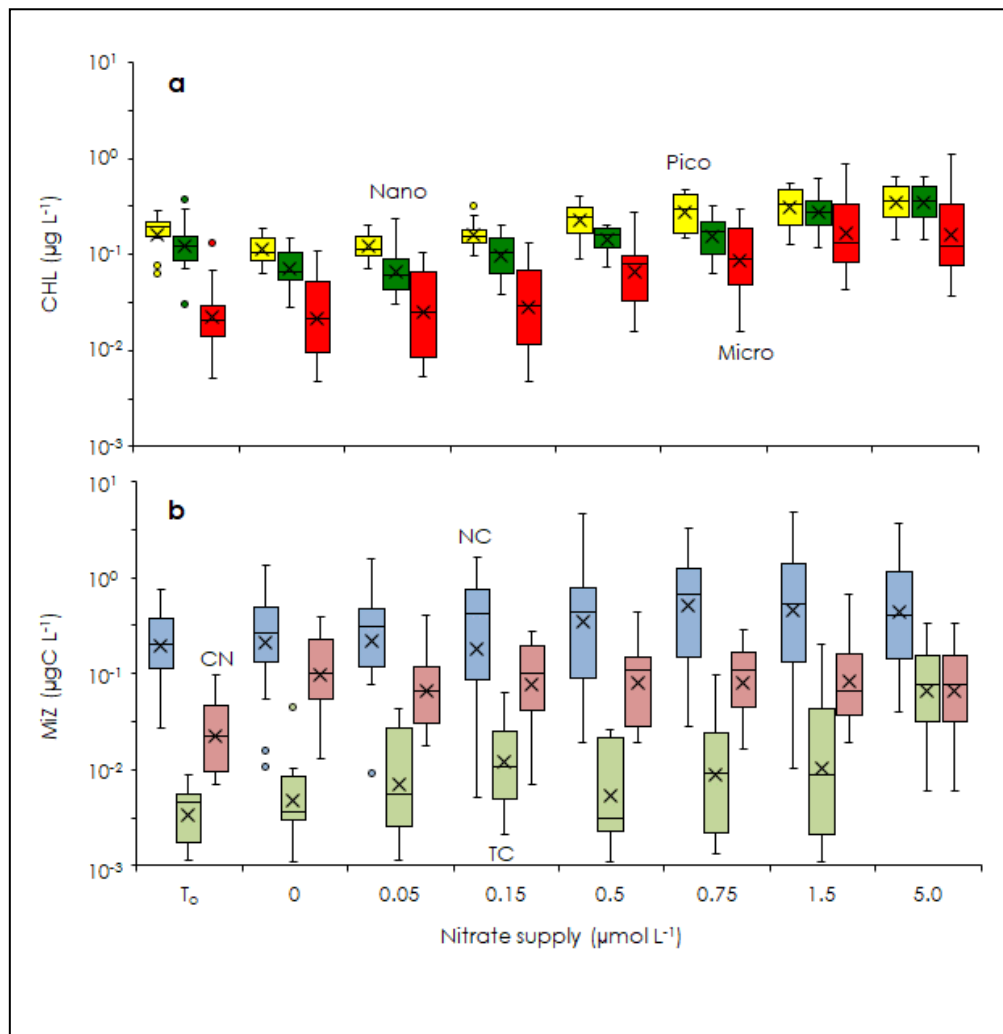 a
CHL (µg L⁻¹)
10¹
10⁰
10⁻¹
10⁻²
10⁻³
Nano
Pico
Micro
b
MiZ (µgC L⁻¹)
10¹
10⁰
10⁻¹
10⁻²
10⁻³
NC
CN
TC
T₀ 0 0.05 0.15 0.5 0.75 1.5 5.0
Nitrate supply (µmol L⁻¹)